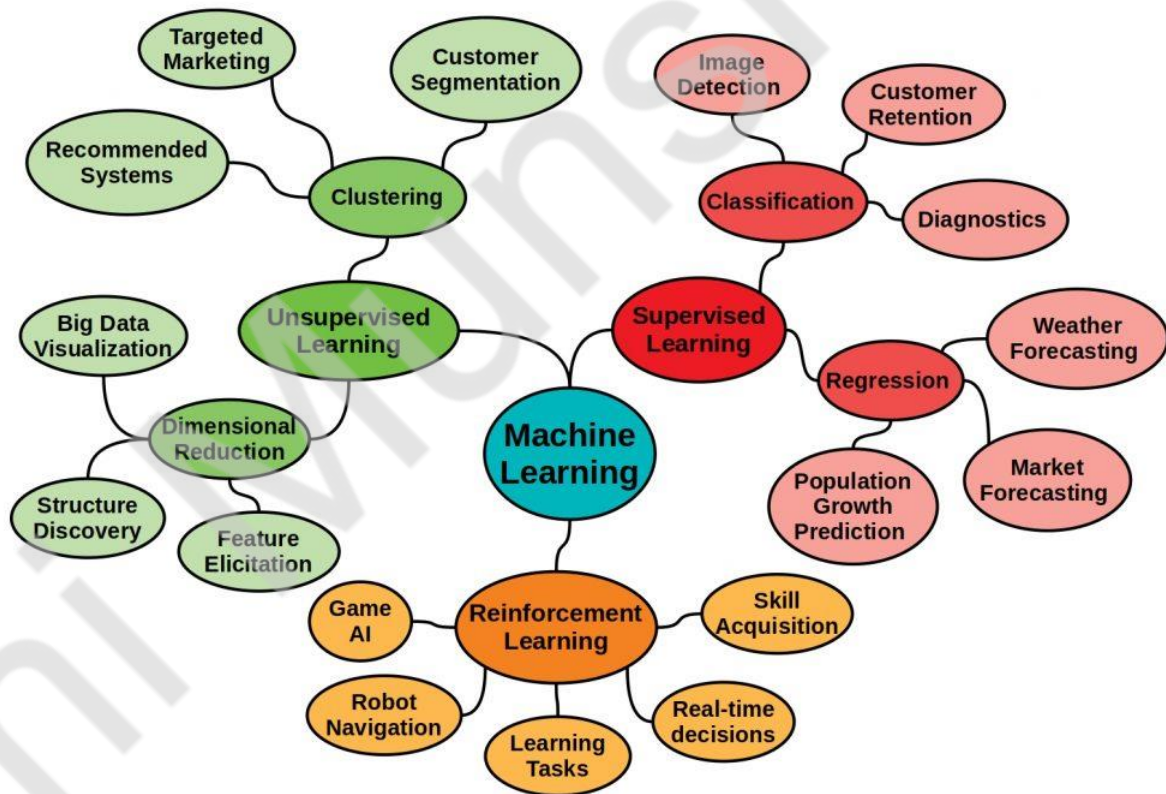 Targeted
Marketing
Customer
Segmentation
Recommended
Systems
Clustering
Image
Detection
Customer
Retention
Classification
Diagnostics
Unsupervised
Learning
Supervised
Learning
Big Data
Visualization
Weather
Forecasting
Regression
Dimensional
Reduction
Machine
Learning
Structure
Discovery
Feature
Elicitation
Population
Growth
Prediction
Market
Forecasting
Game
AI
Reinforcement
Learning
Skill
Acquisition
Robot
Navigation
Learning
Tasks
Real-time
decisions